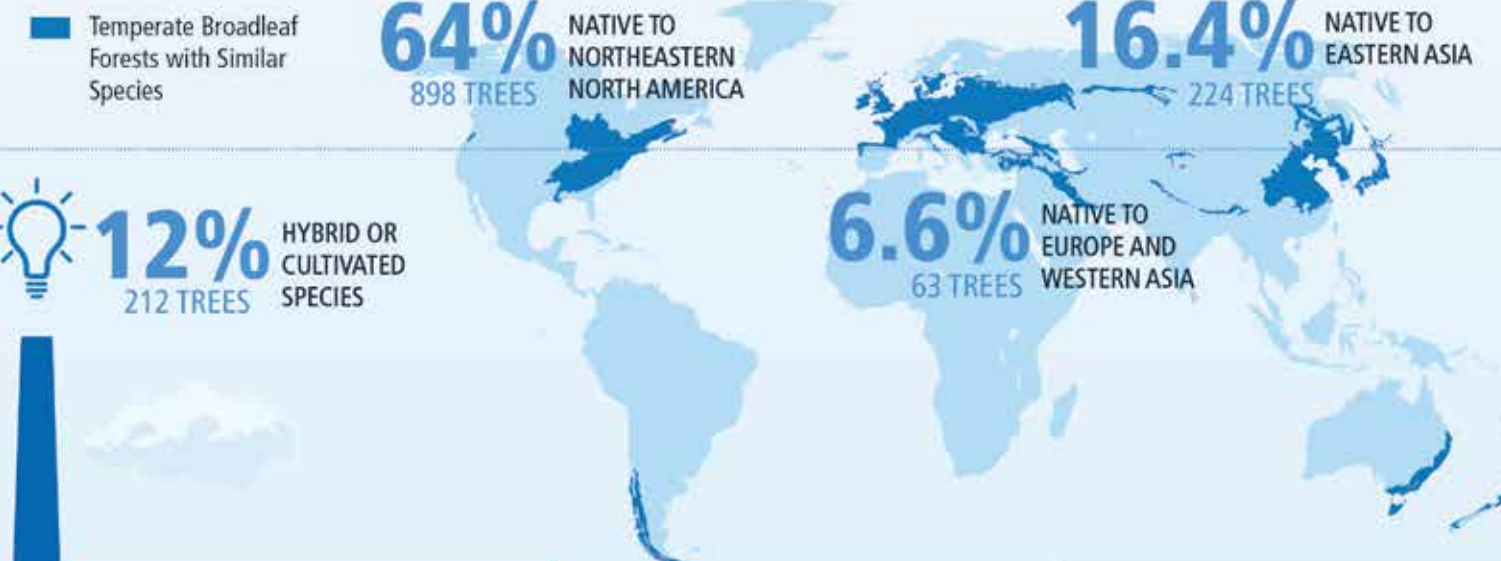 Temperate Broadleaf
Forests with Similar
Species
64%
898 TREES
NATIVE TO
NORTHEASTERN
NORTH AMERICA
16.4%
224 TREES
NATIVE TO
EASTERN ASIA
12%
212 TREES
HYBRID OR
CULTIVATED
SPECIES
6.6%
63 TREES
NATIVE TO
EUROPE AND
WESTERN ASIA